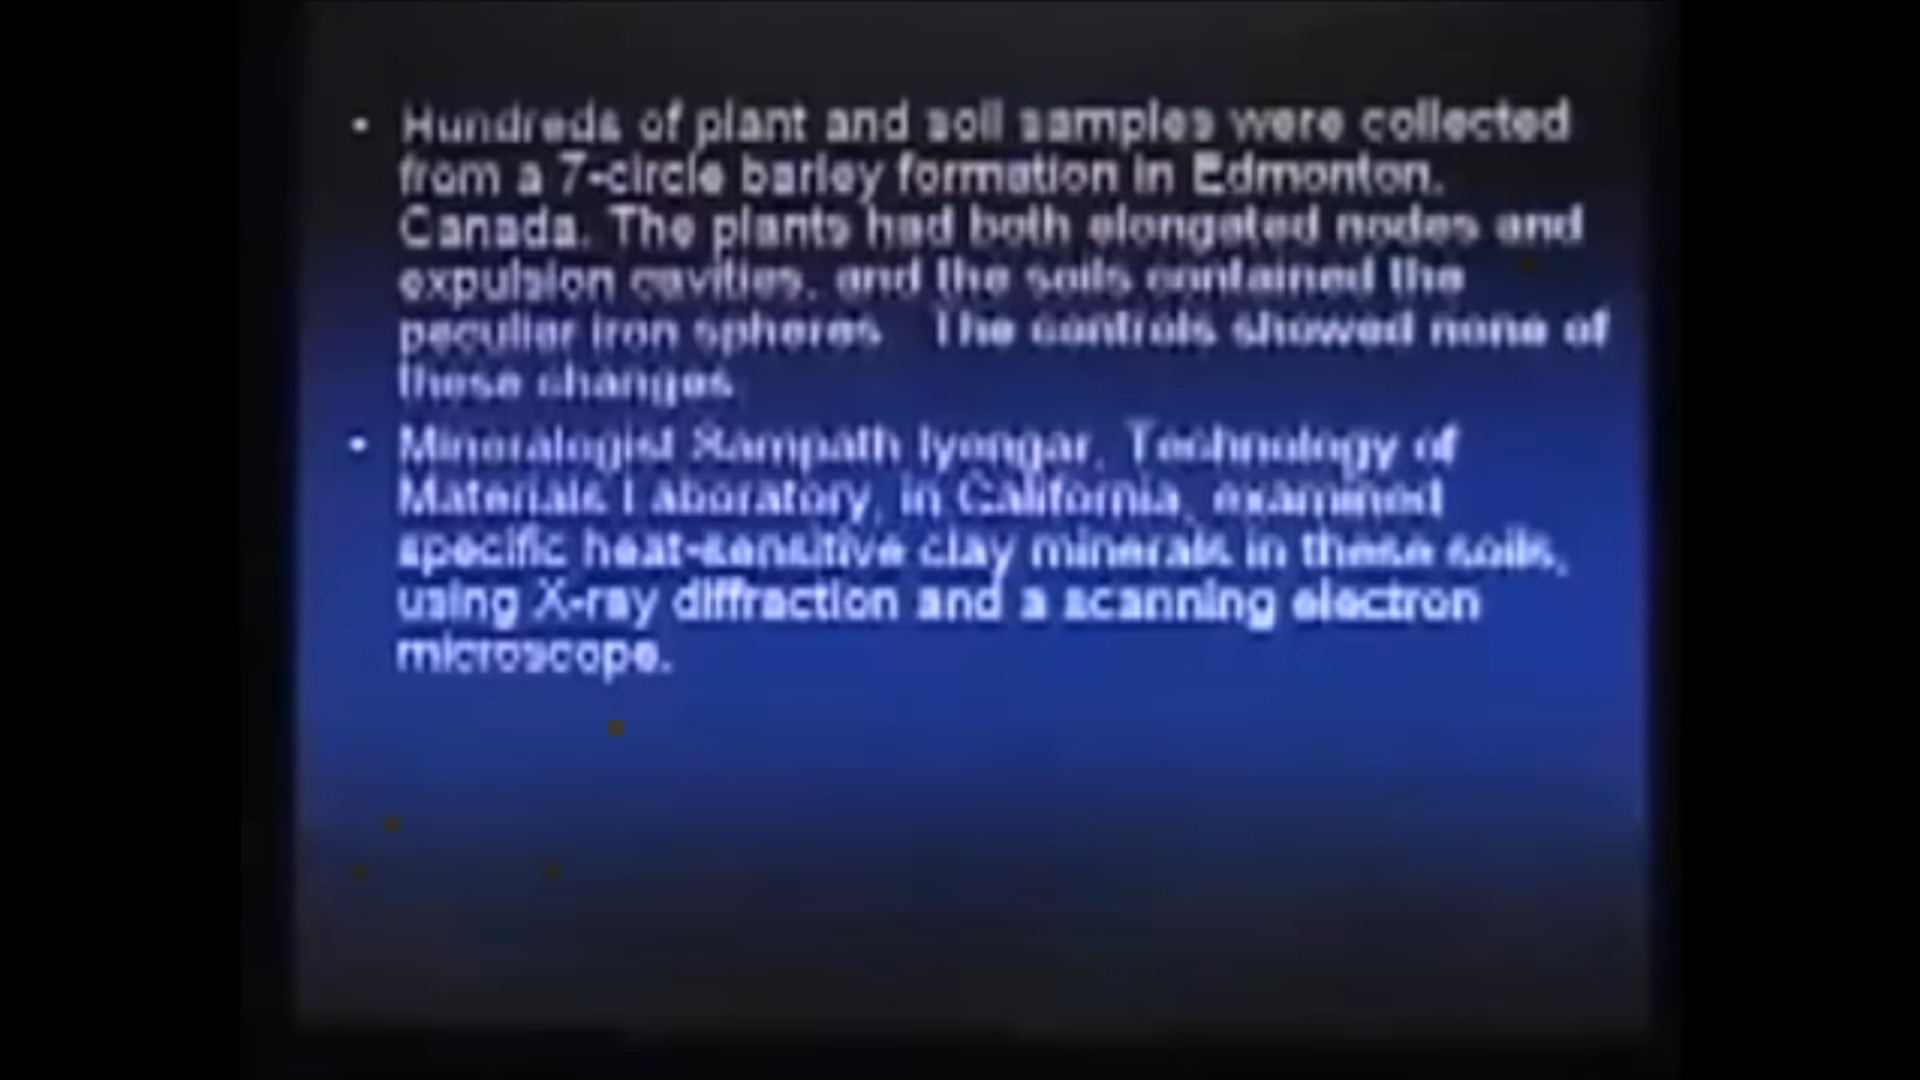 • Hundreds of plant and soil samples were collected
from a 7-circle barley formation in Edmonton,
Canada. The plants had both elongated nodes and
expulsion cavities, and the soils contained the
peculiar iron spheres. The controls showed none of
these changes.
• Mineralogist Sampath Iyengar, Technology of
Materials Laboratory, in California, examined
specific heat-sensitive clay minerals in these soils,
using X-ray diffraction and a scanning electron
microscope.